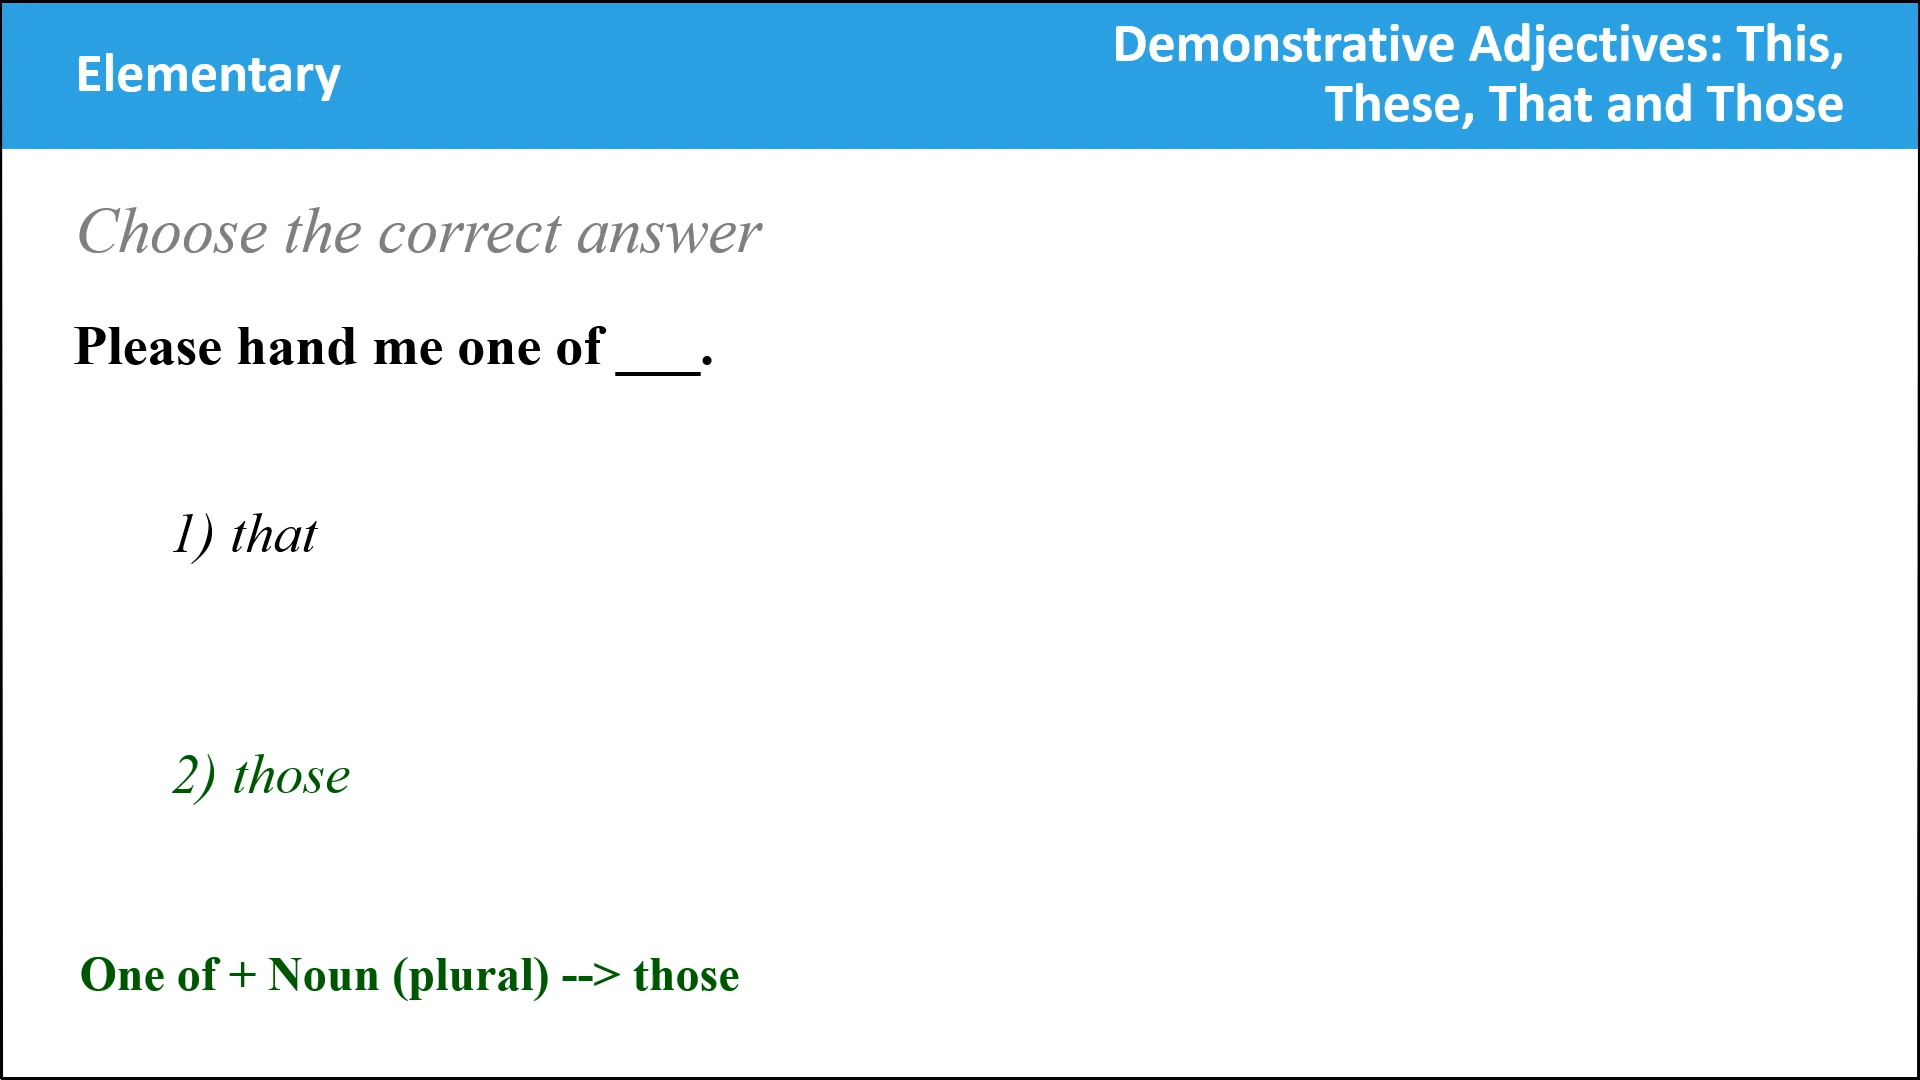 Elementary
Demonstrative Adjectives: This,
These, That and Those
Choose the correct answer
Please hand me one of ___.
1) that
2) those
One of + Noun (plural) --> those